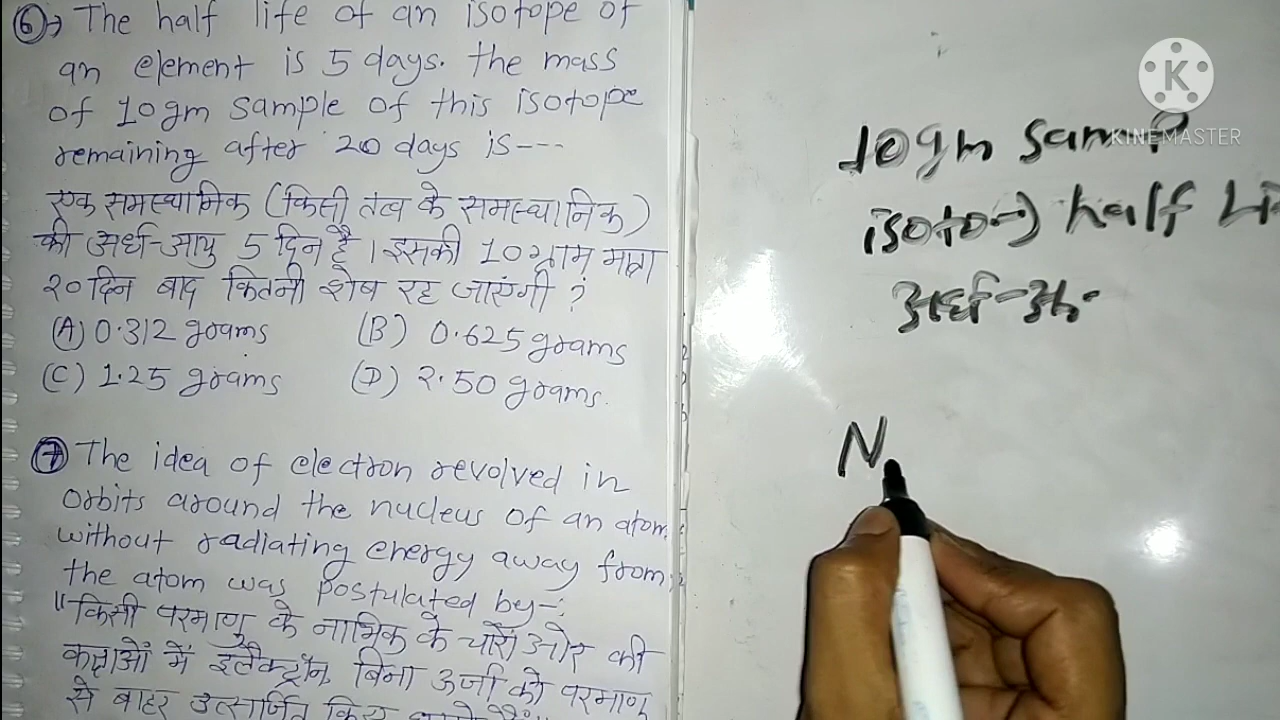 ⑥→ The half life of an isotope of
an element is 5 days. the mass
of 10gm sample of this isotope
remaining after 20 days is---
एक समस्थानिक (किसी तत्व के समस्थानिक)
की अर्ध-आयु 5 दिन है। इसकी 10 ग्राम मात्रा
20 दिन बाद कितनी शेष रह जाएंगी ?
(A) 0.312 grams (B) 0.625 grams
(C) 1.25 grams (D) 2.50 grams.
⑦ The idea of electron revolved in
orbits around the nucleus of an atom
without radiating energy away from
the atom was postulated by-:
"किसी परमाणु के नाभिक के चारों ओर की
कक्षाओं में इलैक्ट्रॉन, बिना ऊर्जा को परमाणु
से बाहर उत्सर्जित किए
10gm sam
isoto-) half Li
अर्ध-आ.
N
K
KINEMASTER